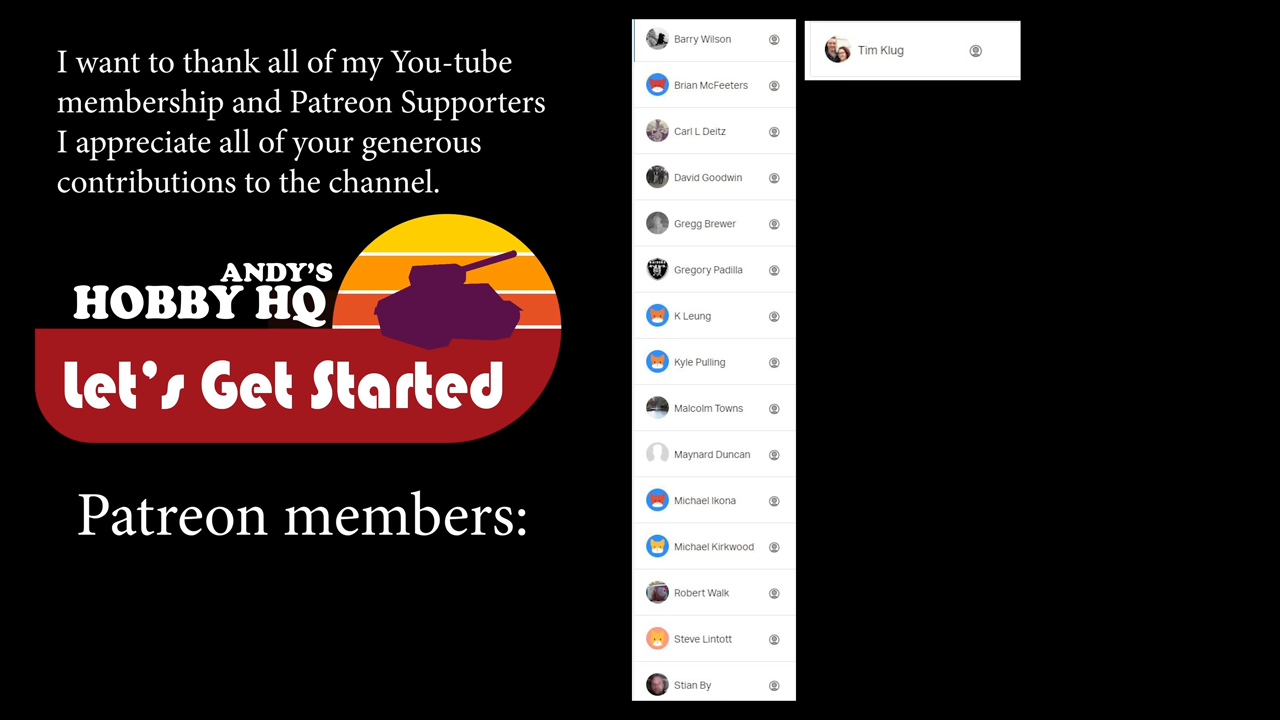 I want to thank all of my You-tube
membership and Patreon Supporters
I appreciate all of your generous
contributions to the channel.
ANDY'S
HOBBY HQ
Let's Get Started
Patreon members:
Barry Wilson
Brian McFeeters
Carl L Deitz
David Goodwin
Gregg Brewer
Gregory Padilla
K Leung
Kyle Pulling
Malcolm Towns
Maynard Duncan
Michael Ikona
Michael Kirkwood
Robert Walk
Steve Lintott
Stian By
Tim Klug